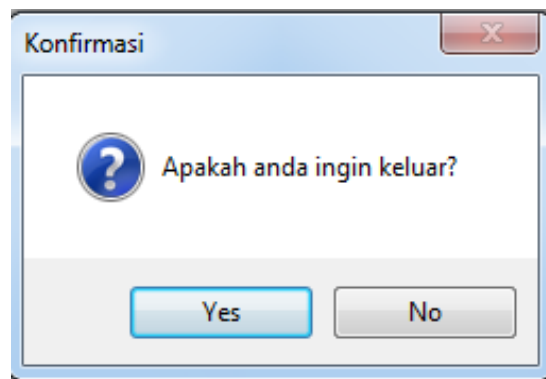 Konfirmasi
Apakah anda ingin keluar?
Yes
No